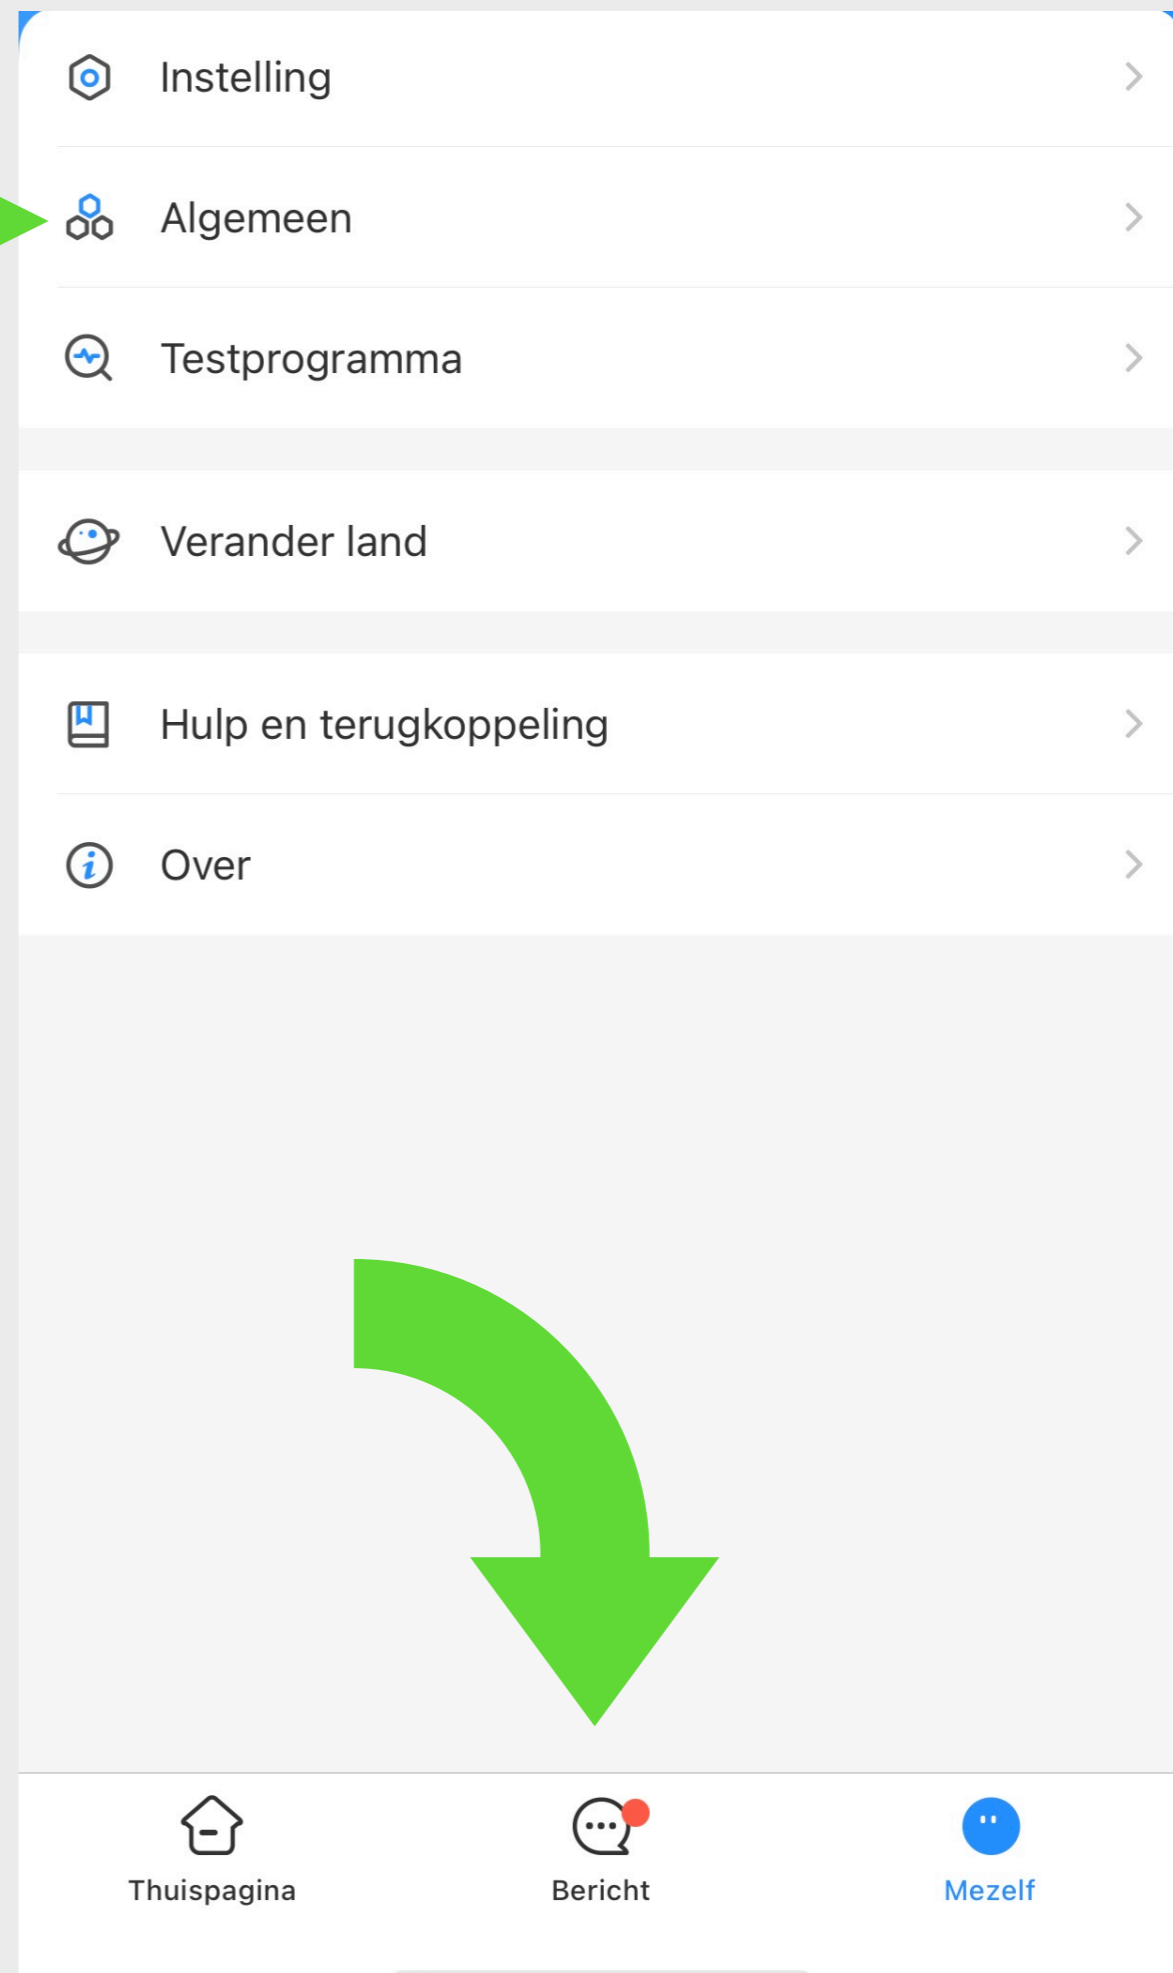 Instelling
Algemeen
Testprogramma
Verander land
Hulp en terugkoppeling
Over
Thuispagina
Bericht
Mezelf